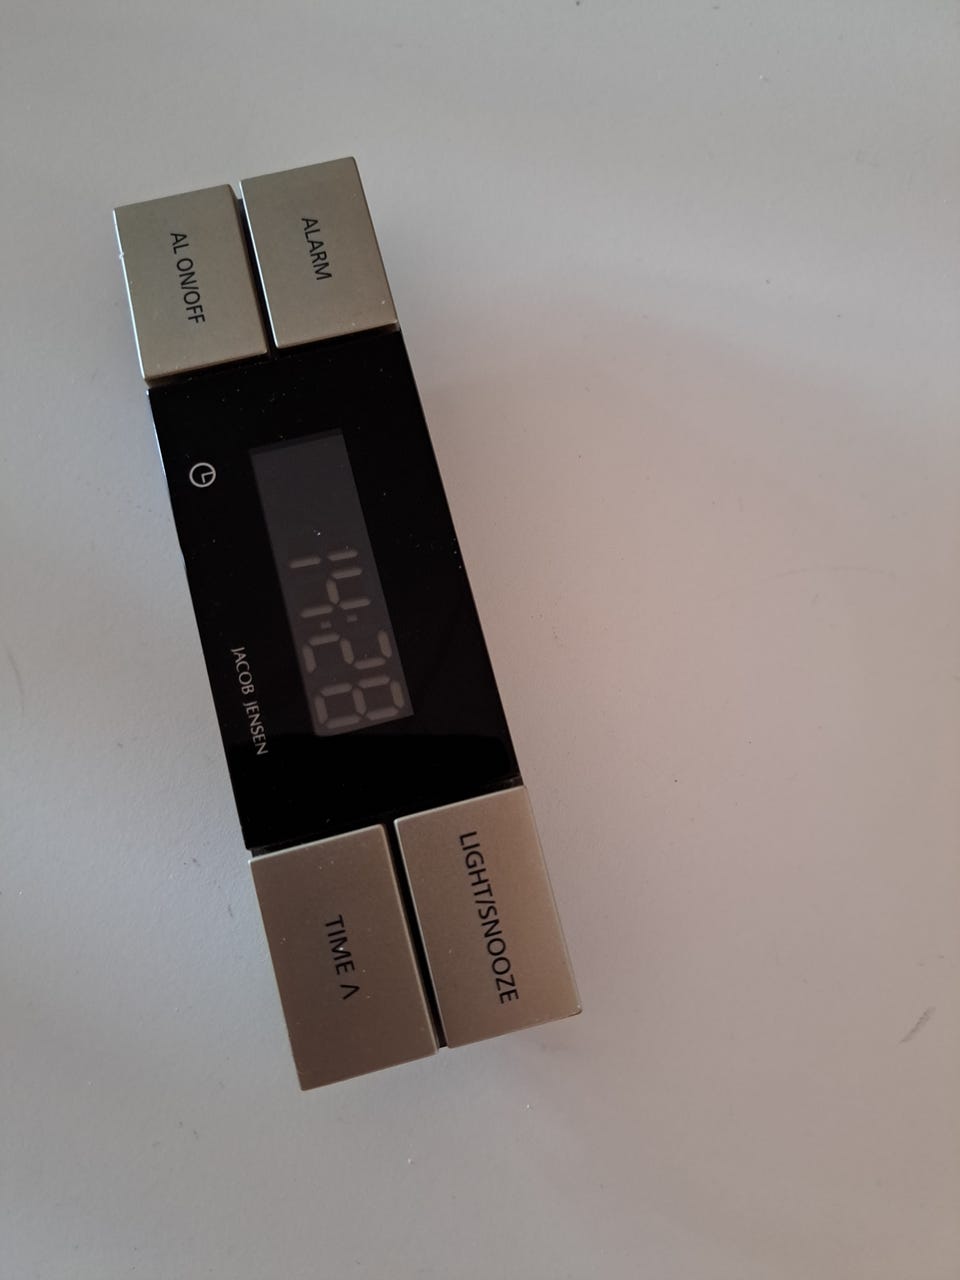 ALARM
LIGHT/SNOOZE
14:28
AL ON/OFF
JACOB JENSEN
TIME Λ